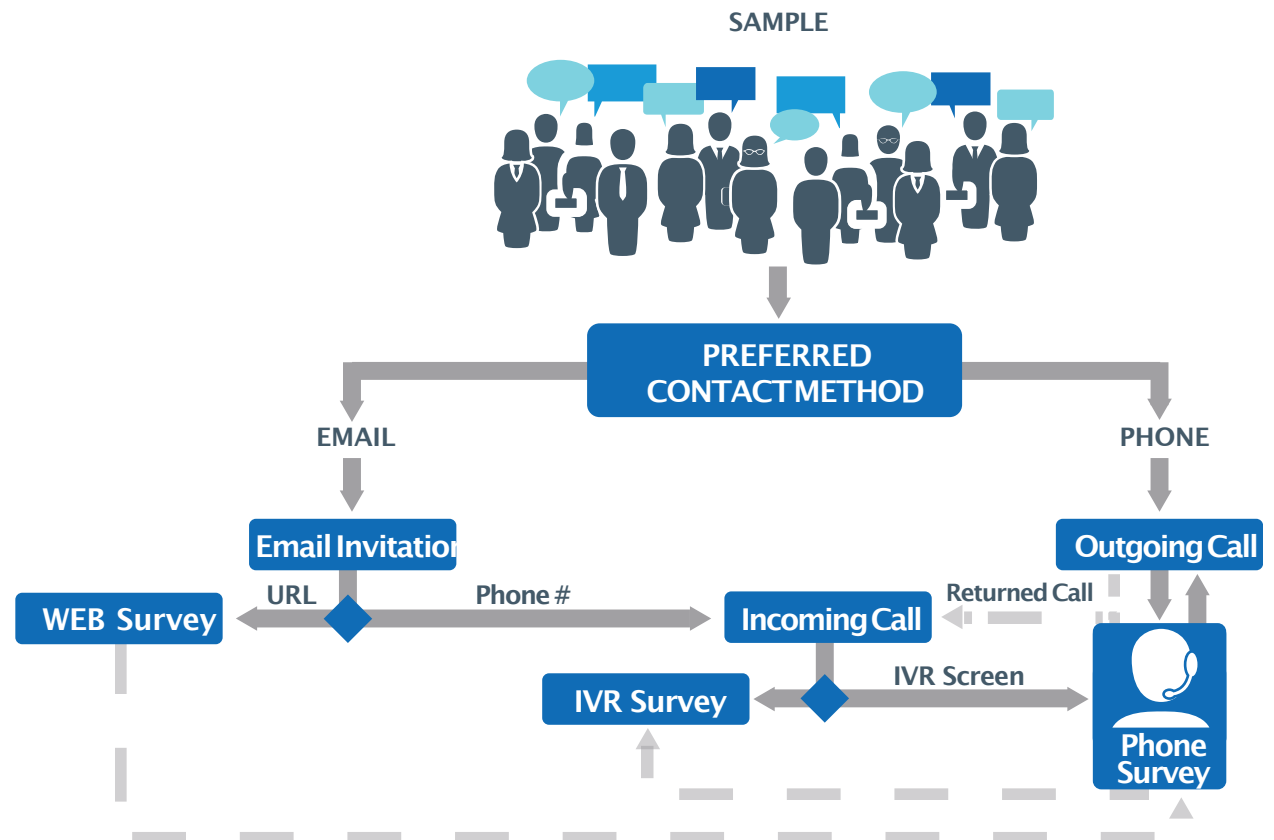 SAMPLE
PREFERRED
CONTACT METHOD
EMAIL
PHONE
Email Invitation
Outgoing Call
URL
Phone #
Returned Call
WEB Survey
Incoming Call
IVR Screen
IVR Survey
Phone
Survey